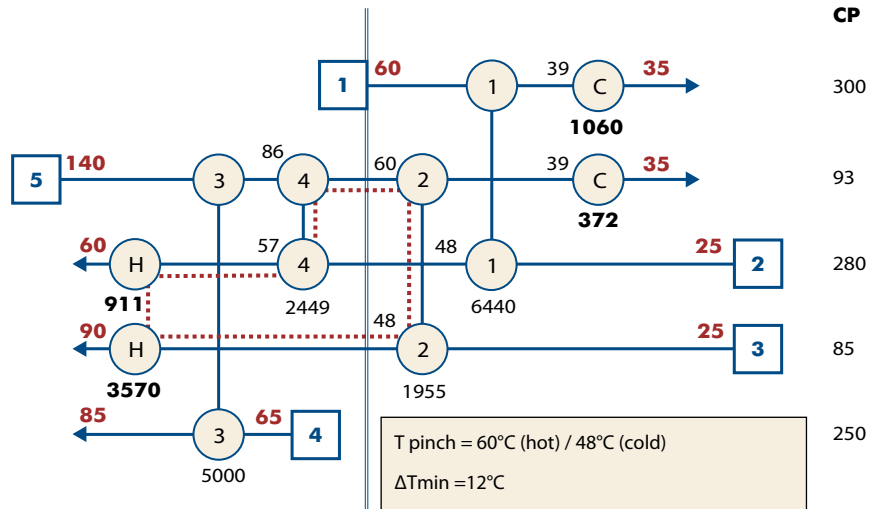 CP
1 60 1 39 C 35 300
1060
5 140 3 86 4 60 2 39 C 35 93
372
60 H 57 4 48 1 25 2 280
911 2449 6440
90 H 48 2 25 3 85
3570 1955
85 3 65 4 250
5000
T pinch = 60°C (hot) / 48°C (cold)
ΔTmin =12°C